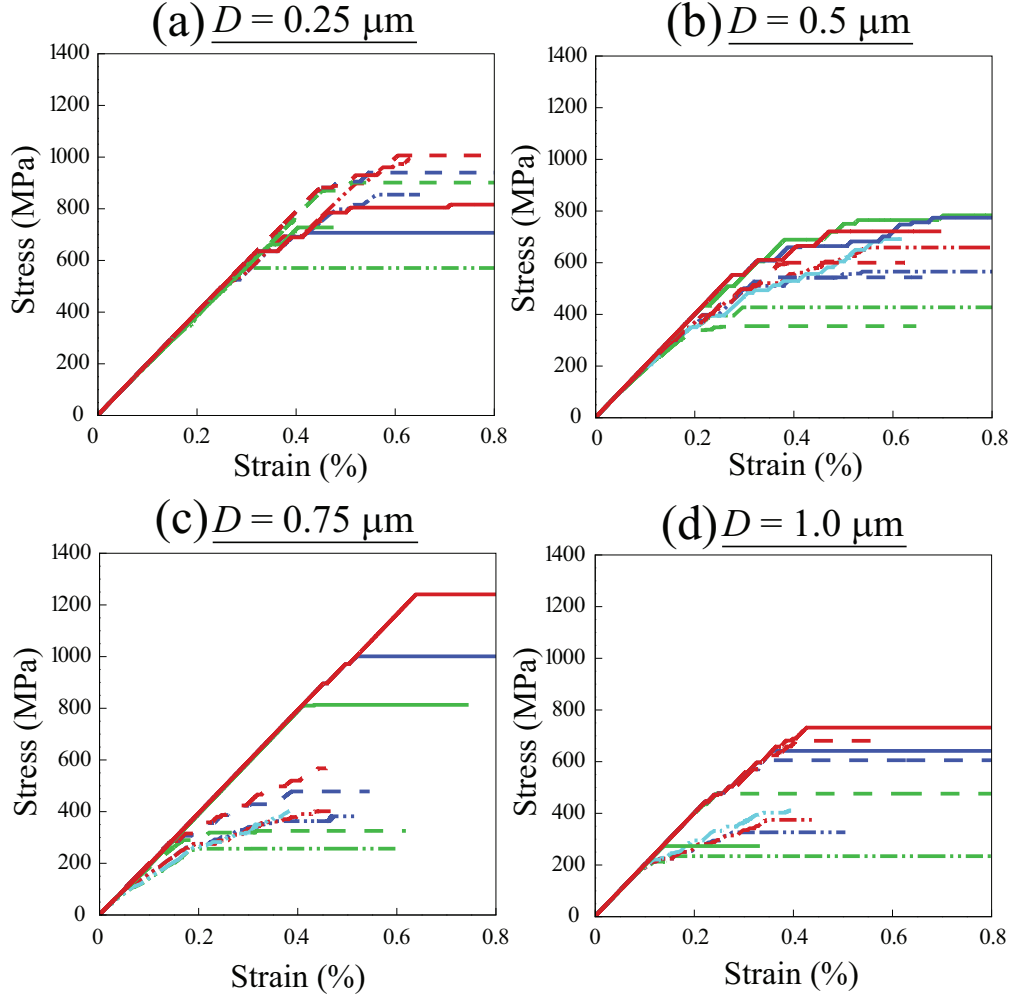 (a) D = 0.25 μm
1400
1200
1000
800
600
400
200
0
Stress (MPa)
0 0.2 0.4 0.6 0.8
Strain (%)
(b) D = 0.5 μm
1400
1200
1000
800
600
400
200
0
Stress (MPa)
0 0.2 0.4 0.6 0.8
Strain (%)
(c) D = 0.75 μm
1400
1200
1000
800
600
400
200
0
Stress (MPa)
0 0.2 0.4 0.6 0.8
Strain (%)
(d) D = 1.0 μm
1400
1200
1000
800
600
400
200
0
Stress (MPa)
0 0.2 0.4 0.6 0.8
Strain (%)